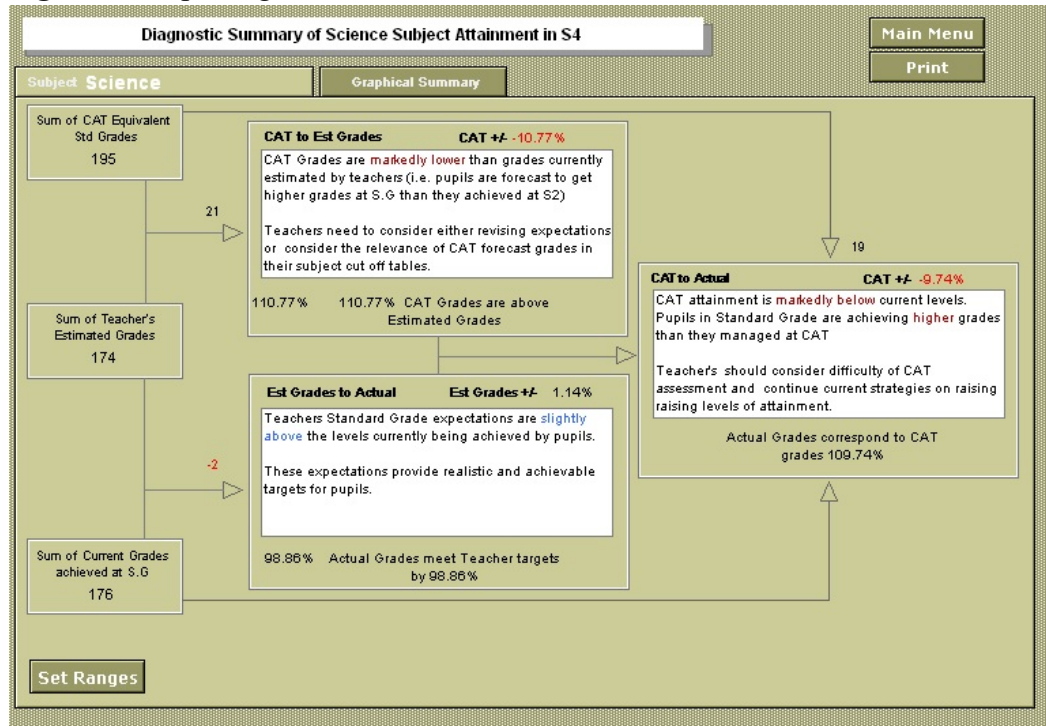 Diagnostic Summary of Science Subject Attainment in S4
Main Menu
Print
Subject Science
Graphical Summary
Sum of CAT Equivalent
Std Grades
195
21
CAT to Est Grades CAT +/- -10.77%
CAT Grades are markedly lower than grades currently
estimated by teachers (i.e. pupils are forecast to get
higher grades at S.G than they achieved at S2)
Teachers need to consider either revising expectations
or consider the relevance of CAT forecast grades in
their subject cut off tables.
110.77% 110.77% CAT Grades are above
Estimated Grades
19
CAT to Actual CAT +/- -9.74%
CAT attainment is markedly below current levels.
Pupils in Standard Grade are achieving higher grades
than they managed at CAT
Teacher's should consider difficulty of CAT
assessment and continue current strategies on raising
raising levels of attainment.
Actual Grades correspond to CAT
grades 109.74%
Sum of Teacher's
Estimated Grades
174
-2
Est Grades to Actual Est Grades +/- 1.14%
Teachers Standard Grade expectations are slightly
above the levels currently being achieved by pupils.
These expectations provide realistic and achievable
targets for pupils.
98.86% Actual Grades meet Teacher targets
by 98.86%
Sum of Current Grades
achieved at S.G
176
Set Ranges